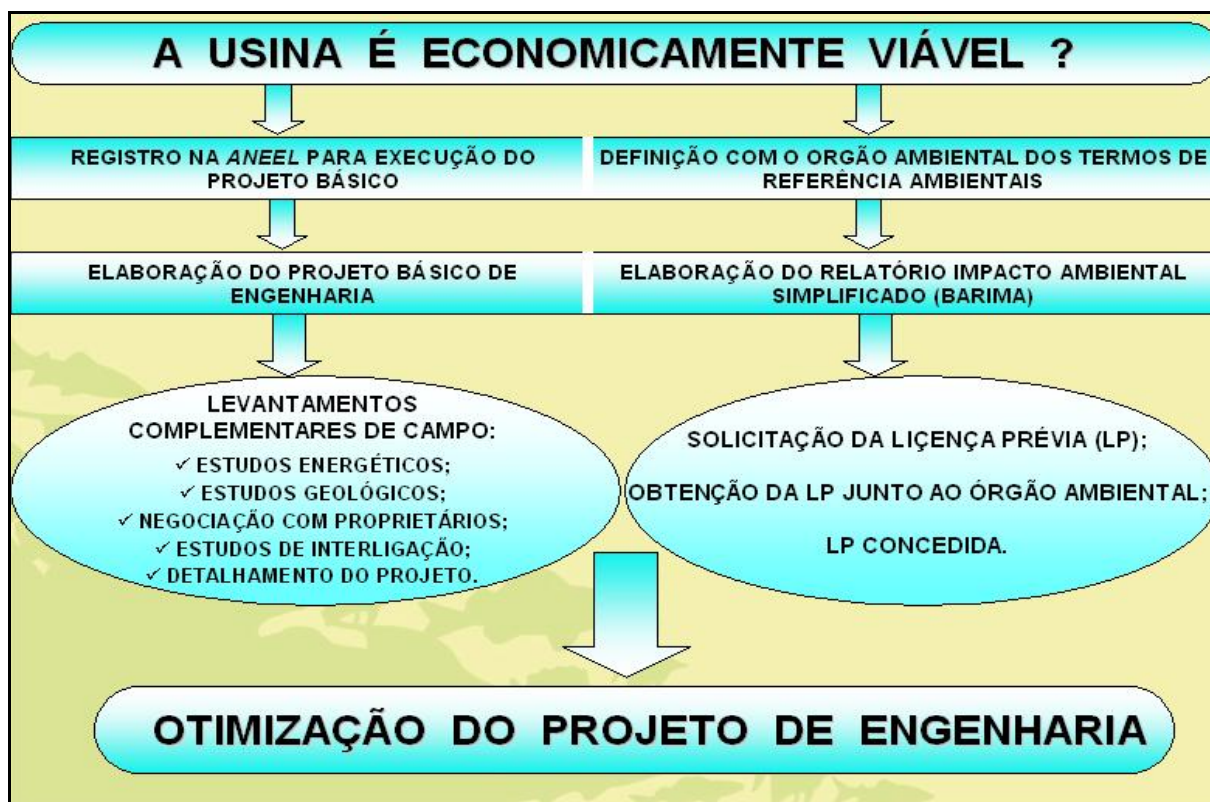 A USINA É ECONOMICAMENTE VIÁVEL ?
REGISTRO NA ANEEL PARA EXECUÇÃO DO
PROJETO BÁSICO
DEFINIÇÃO COM O ORGÃO AMBIENTAL DOS TERMOS DE
REFERÊNCIA AMBIENTAIS
ELABORAÇÃO DO PROJETO BÁSICO DE
ENGENHARIA
ELABORAÇÃO DO RELATÓRIO IMPACTO AMBIENTAL
SIMPLIFICADO (BARIMA)
LEVANTAMENTOS
COMPLEMENTARES DE CAMPO:
✓ ESTUDOS ENERGÉTICOS;
✓ ESTUDOS GEOLÓGICOS;
✓ NEGOCIAÇÃO COM PROPRIETÁRIOS;
✓ ESTUDOS DE INTERLIGAÇÃO;
✓ DETALHAMENTO DO PROJETO.
SOLICITAÇÃO DA LIÇENÇA PRÉVIA (LP);
OBTENÇÃO DA LP JUNTO AO ÓRGÃO AMBIENTAL;
LP CONCEDIDA.
OTIMIZAÇÃO DO PROJETO DE ENGENHARIA